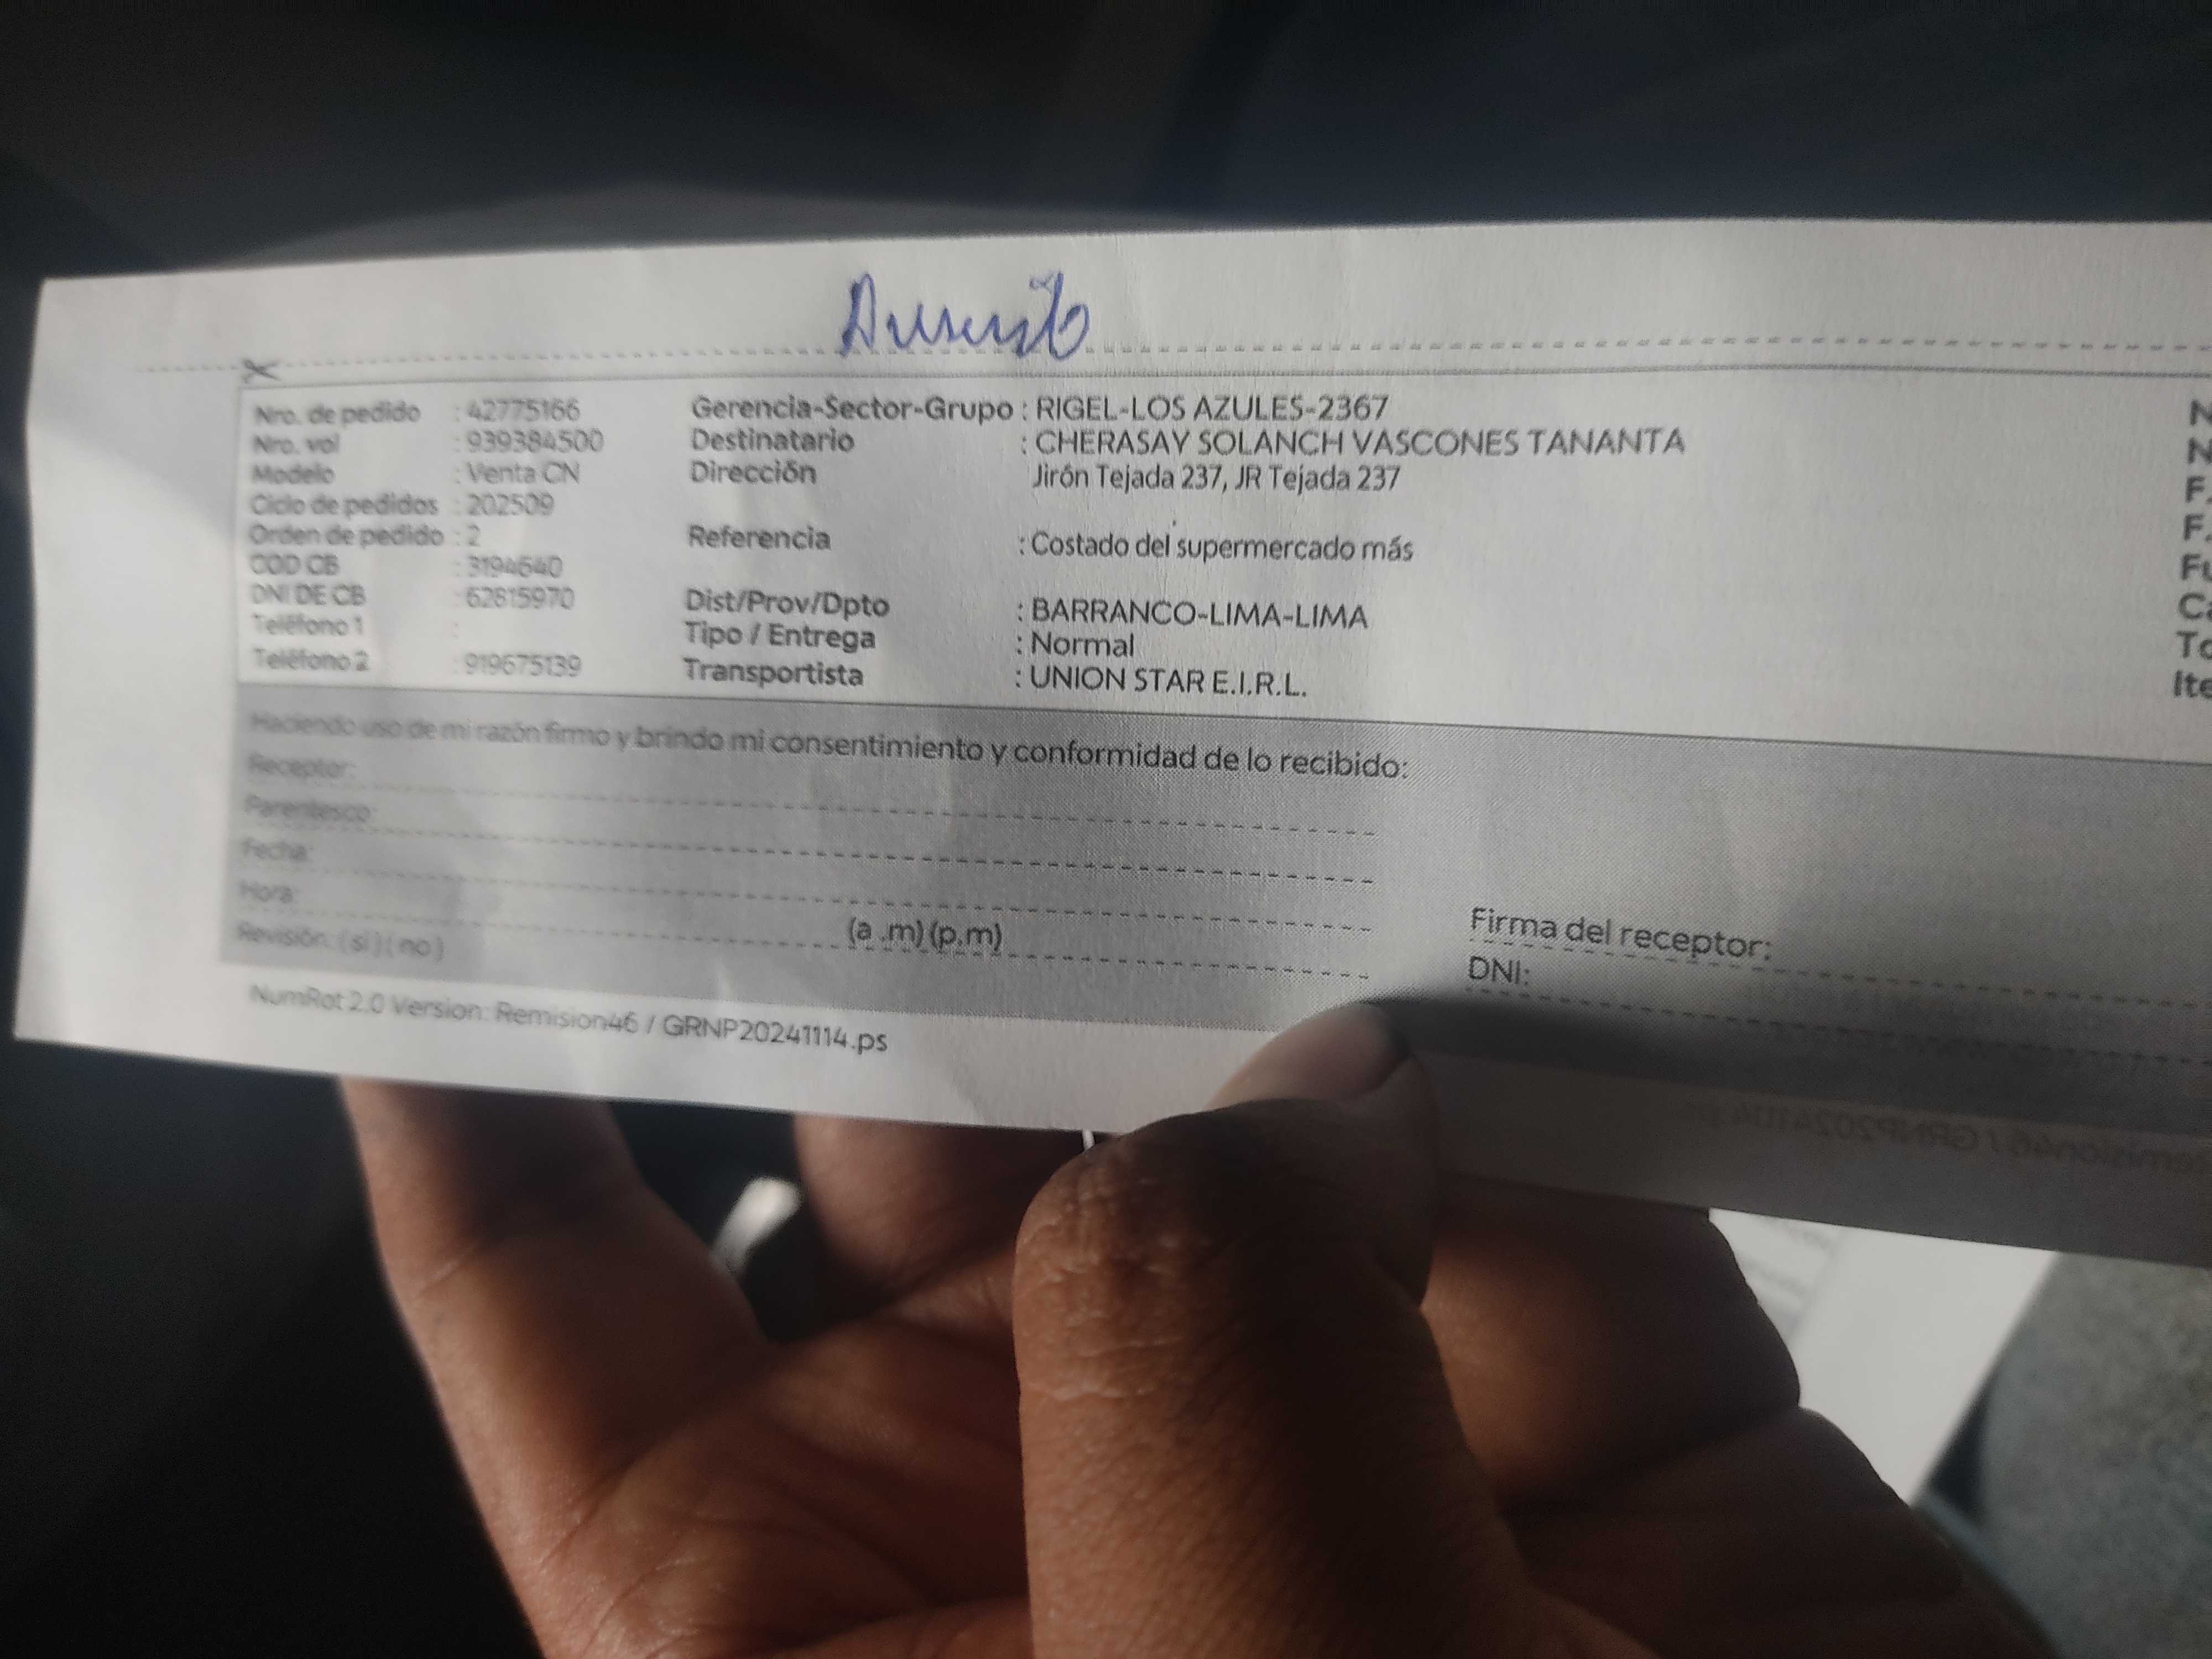 Ausente
Nro. de pedido : 42775166
Nro. vol : 939384500
Modelo : Venta CN
Ciclo de pedidos : 202509
Orden de pedido : 2
COD CB : 3194640
DNI DE CB : 62815970
Teléfono 1 :
Teléfono 2 : 919675139
Gerencia-Sector-Grupo : RIGEL-LOS AZULES-2367
Destinatario : CHERASAY SOLANCH VASCONES TANANTA
Dirección Jirón Tejada 237, JR Tejada 237
Referencia : Costado del supermercado más
Dist/Prov/Dpto : BARRANCO-LIMA-LIMA
Tipo / Entrega : Normal
Transportista : UNION STAR E.I.R.L.
N
N
F.
F.
Fu
Ca
To
Ite
Haciendo uso de mi razón firmo y brindo mi consentimiento y conformidad de lo recibido:
Receptor:
Parentesco:
Fecha:
Hora: (a .m) (p.m)
Revisión: ( si ) ( no )
Firma del receptor:
DNI:
NumRot 2.0 Version: Remision46 / GRNP20241114.ps